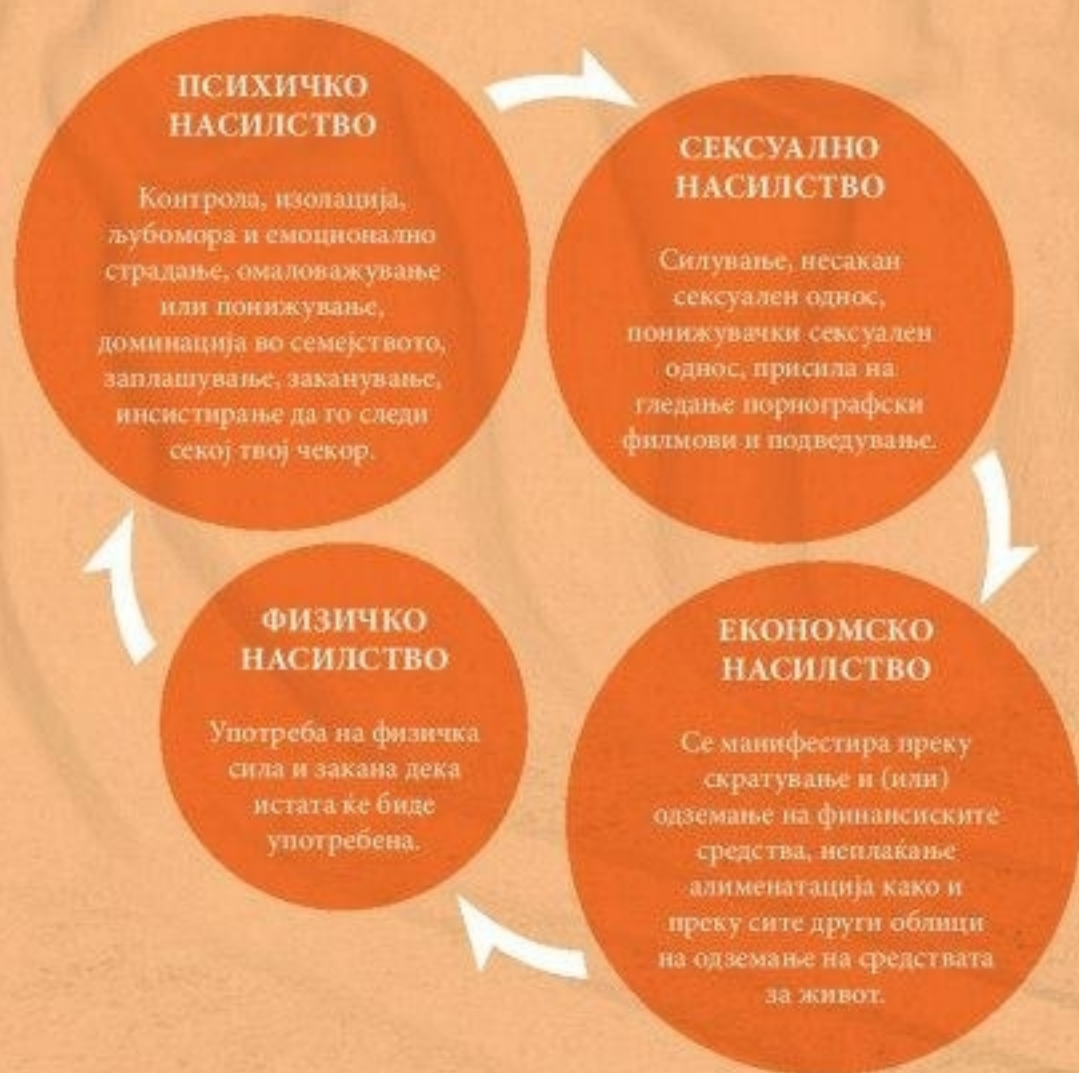 ПСИХИЧКО
НАСИЛСТВО
Контрола, изолација,
љубомора и емоционално
страдање, омаловажување
или понижување,
доминација во семејството,
заплашување, заканување,
инсистирање да го следи
секој твој чекор.
СЕКСУАЛНО
НАСИЛСТВО
Силување, несакан
сексуален однос,
понижувачки сексуален
однос, присила на
гледање порнографски
филмови и подведување.
ЕКОНОМСКО
НАСИЛСТВО
Се манифестира преку
скратување и (или)
одземање на финансиските
средства, неплаќање
алименатација како и
преку сите други облици
на одземање на средствата
за живот.
ФИЗИЧКО
НАСИЛСТВО
Употреба на физичка
сила и закана дека
истата ќе биде
употребена.